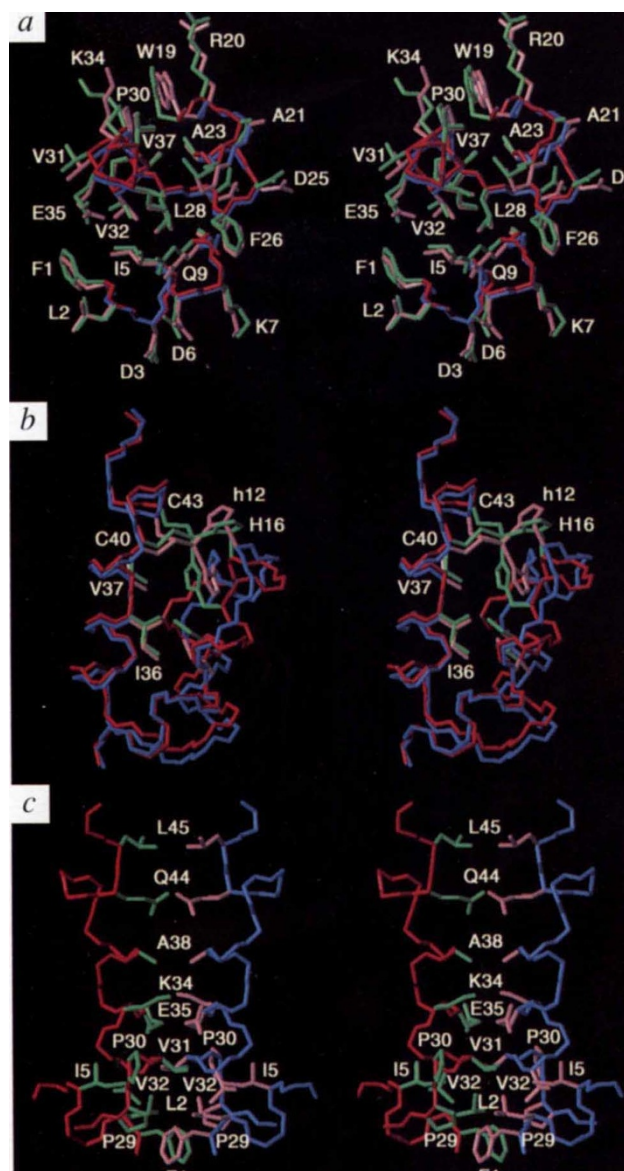 a
K34 W19 R20 K34 W19 R20
P30 P30
A21 A21
V37 A23 V37 A23
V31 V31
D25 D
E35 L28 E35 L28
V32 F26 V32 F26
F1 I5 Q9 F1 I5 Q9
L2 K7 L2 K7
D6 D6
D3 D3
b
C43 h12 C43 h12
H16 H16
C40 C40
V37 V37
I36 I36
c
L45 L45
Q44 Q44
A38 A38
K34 K34
E35 E35
P30 V31 P30 P30 V31 P30
I5 I5 I5 I5
V32 V32 V32 V32
L2 L2
P29 P29 P29 P29